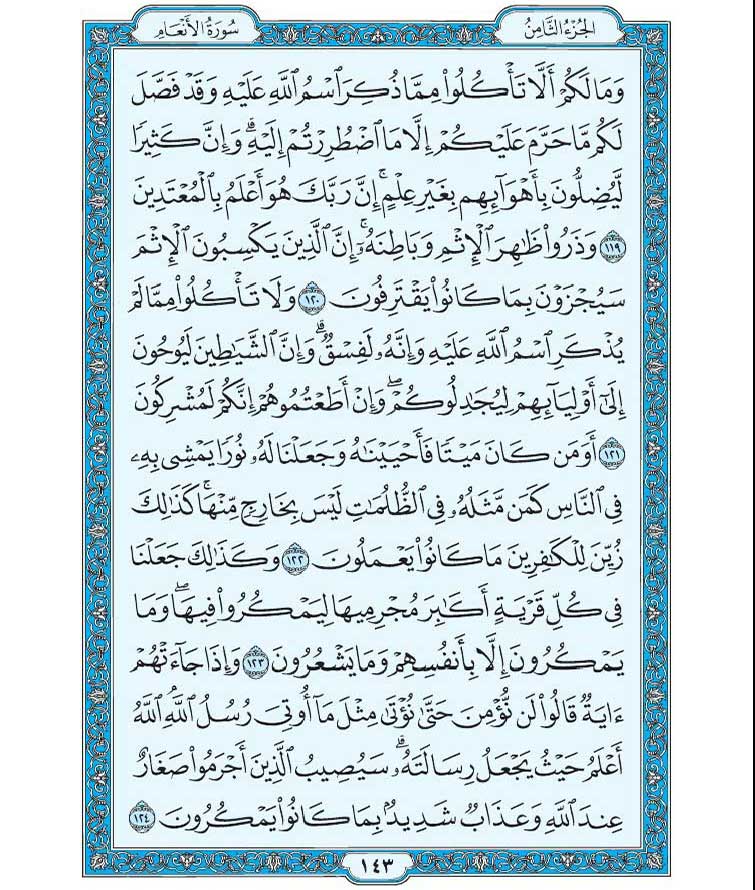 الجُزْءُ الثَّامِنُ
سُورَةُ الأَنْعَامِ
وَمَا لَكُمْ أَلَّا تَأْكُلُواْ مِمَّا ذُكِرَ ٱسْمُ ٱللَّهِ عَلَيْهِ وَقَدْ فَصَّلَ
لَكُم مَّا حَرَّمَ عَلَيْكُمْ إِلَّا مَا ٱضْطُرِرْتُمْ إِلَيْهِۗ وَإِنَّ كَثِيرًا
لَّيُضِلُّونَ بِأَهْوَآئِهِم بِغَيْرِ عِلْمٍۚ إِنَّ رَبَّكَ هُوَ أَعْلَمُ بِٱلْمُعْتَدِينَ
١١٩ وَذَرُواْ ظَٰهِرَ ٱلْإِثْمِ وَبَاطِنَهُۥٓۚ إِنَّ ٱلَّذِينَ يَكْسِبُونَ ٱلْإِثْمَ
سَيُجْزَوْنَ بِمَا كَانُواْ يَقْتَرِفُونَ ١٢٠ وَلَا تَأْكُلُواْ مِمَّا لَمْ
يُذْكَرِ ٱسْمُ ٱللَّهِ عَلَيْهِ وَإِنَّهُۥ لَفِسْقٌۗ وَإِنَّ ٱلشَّيَٰطِينَ لَيُوحُونَ
إِلَىٰٓ أَوْلِيَآئِهِمْ لِيُجَٰدِلُوكُمْۖ وَإِنْ أَطَعْتُمُوهُمْ إِنَّكُمْ لَمُشْرِكُونَ
١٢١ أَوَمَن كَانَ مَيْتًا فَأَحْيَيْنَٰهُ وَجَعَلْنَا لَهُۥ نُورًا يَمْشِى بِهِۦ
فِى ٱلنَّاسِ كَمَن مَّثَلُهُۥ فِى ٱلظُّلُمَٰتِ لَيْسَ بِخَارِجٍ مِّنْهَاۚ كَذَٰلِكَ
زُيِّنَ لِلْكَٰفِرِينَ مَا كَانُواْ يَعْمَلُونَ ١٢٢ وَكَذَٰلِكَ جَعَلْنَا
فِى كُلِّ قَرْيَةٍ أَكَٰبِرَ مُجْرِمِيهَا لِيَمْكُرُواْ فِيهَاۖ وَمَا
يَمْكُرُونَ إِلَّا بِأَنفُسِهِمْ وَمَا يَشْعُرُونَ ١٢٣ وَإِذَا جَآءَتْهُمْ
ءَايَةٌ قَالُواْ لَن نُّؤْمِنَ حَتَّىٰ نُؤْتَىٰ مِثْلَ مَآ أُوتِىَ رُسُلُ ٱللَّهِۘ ٱللَّهُ
أَعْلَمُ حَيْثُ يَجْعَلُ رِسَالَتَهُۥۗ سَيُصِيبُ ٱلَّذِينَ أَجْرَمُواْ صَغَارٌ
عِندَ ٱللَّهِ وَعَذَابٌ شَدِيدٌۢ بِمَا كَانُواْ يَمْكُرُونَ ١٢٤
١٤٣